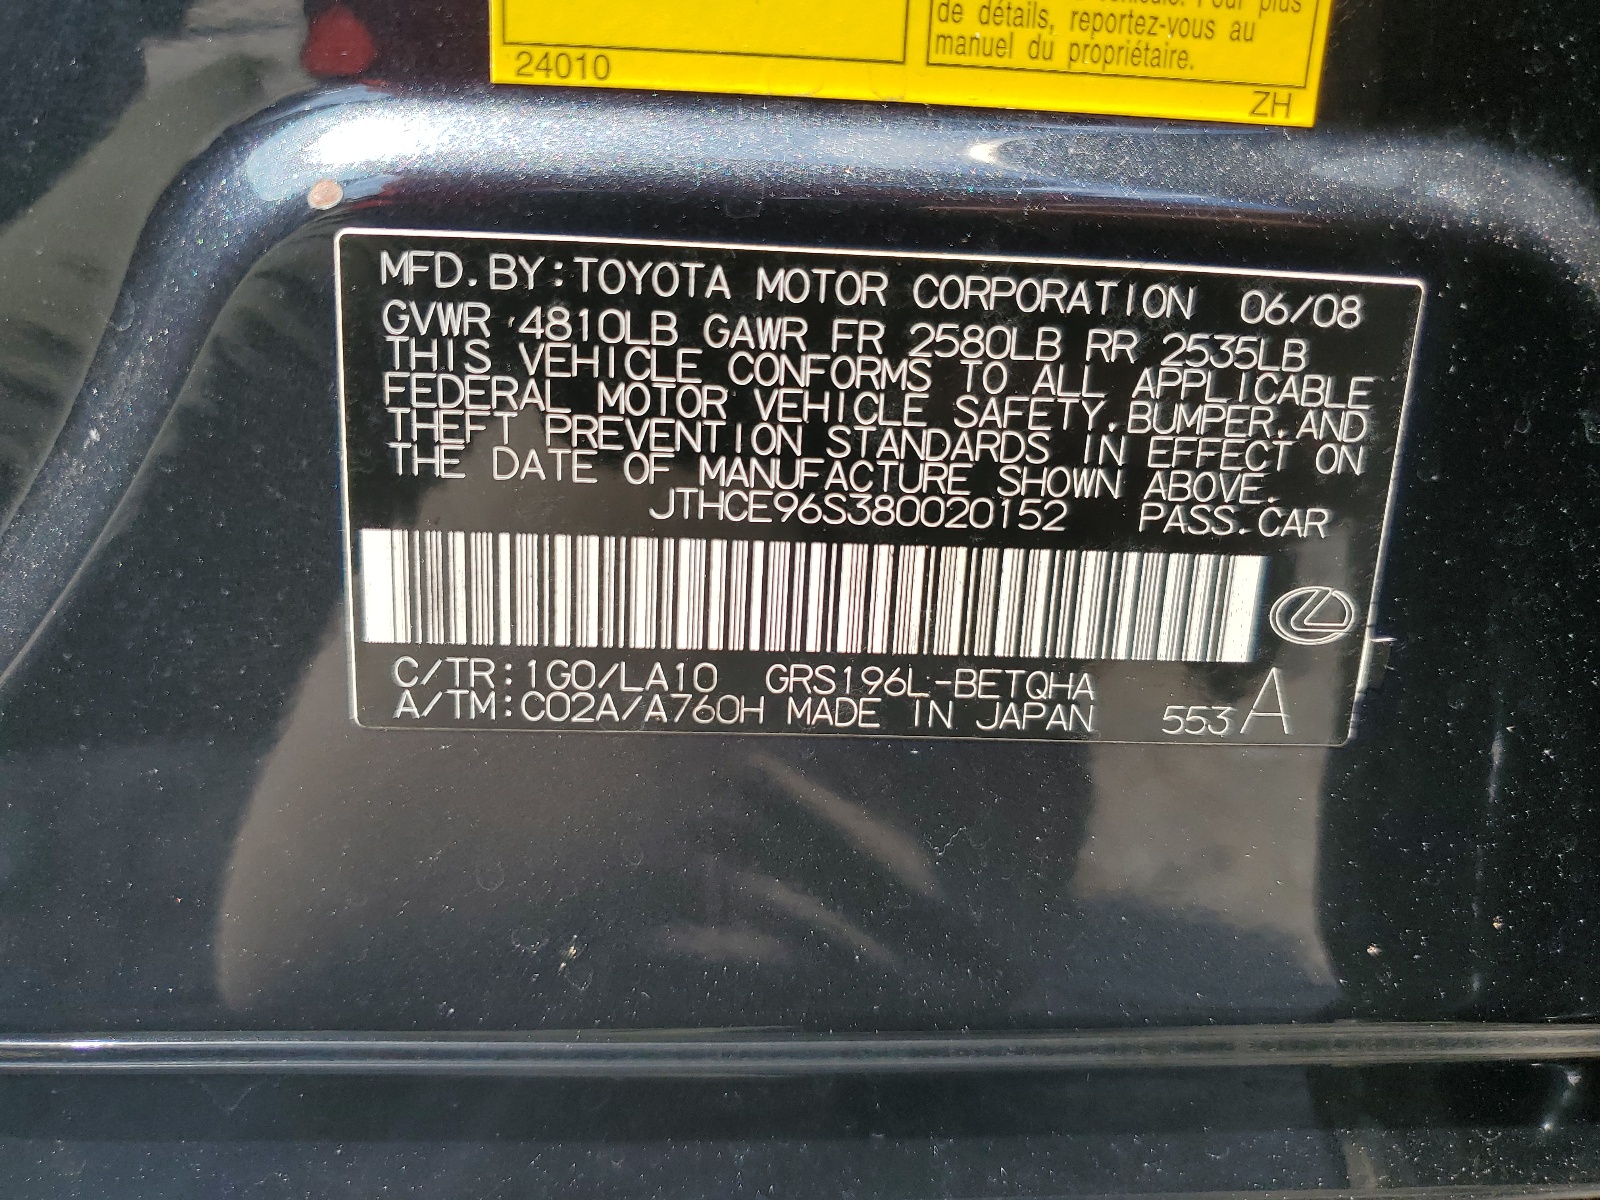 de détails, reportez-vous au
manuel du propriétaire.
24010
ZH
MFD. BY: TOYOTA MOTOR CORPORATION 06/08
GVWR 4810LB GAWR FR 2580LB RR 2535LB
THIS VEHICLE CONFORMS TO ALL APPLICABLE
FEDERAL MOTOR VEHICLE SAFETY, BUMPER, AND
THEFT PREVENTION STANDARDS IN EFFECT ON
THE DATE OF MANUFACTURE SHOWN ABOVE.
JTHCE96S380020152 PASS. CAR
C/TR: 1G0/LA10 GRS196L-BETQHA
A/TM: C02A/A760H MADE IN JAPAN 553 A